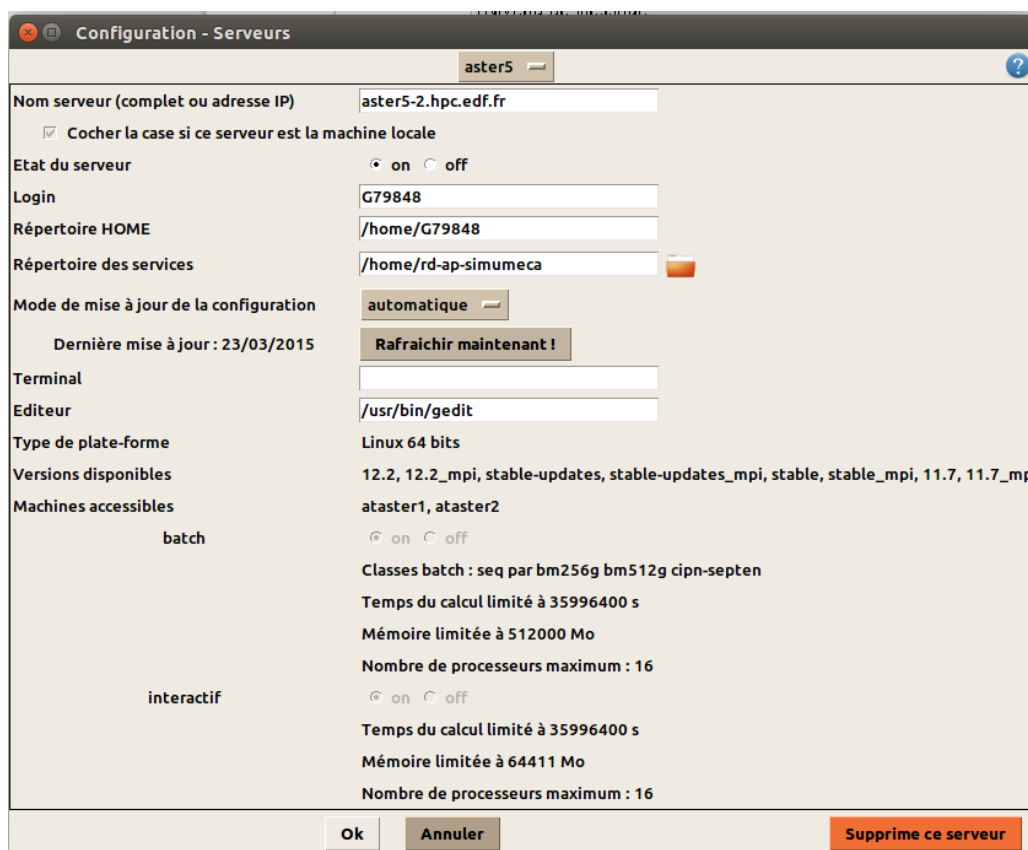 Configuration - Serveurs
aster5
Nom serveur (complet ou adresse IP) aster5-2.hpc.edf.fr
Cocher la case si ce serveur est la machine locale
Etat du serveur on off
Login G79848
Répertoire HOME /home/G79848
Répertoire des services /home/rd-ap-simumeca
Mode de mise à jour de la configuration automatique
Dernière mise à jour : 23/03/2015 Rafraichir maintenant !
Terminal
Editeur /usr/bin/gedit
Type de plate-forme Linux 64 bits
Versions disponibles 12.2, 12.2_mpi, stable-updates, stable-updates_mpi, stable, stable_mpi, 11.7, 11.7_mp
Machines accessibles ataster1, ataster2
batch on off
Classes batch : seq par bm256g bm512g cipn-septen
Temps du calcul limité à 35996400 s
Mémoire limitée à 512000 Mo
Nombre de processeurs maximum : 16
interactif on off
Temps du calcul limité à 35996400 s
Mémoire limitée à 64411 Mo
Nombre de processeurs maximum : 16
Ok Annuler Supprime ce serveur